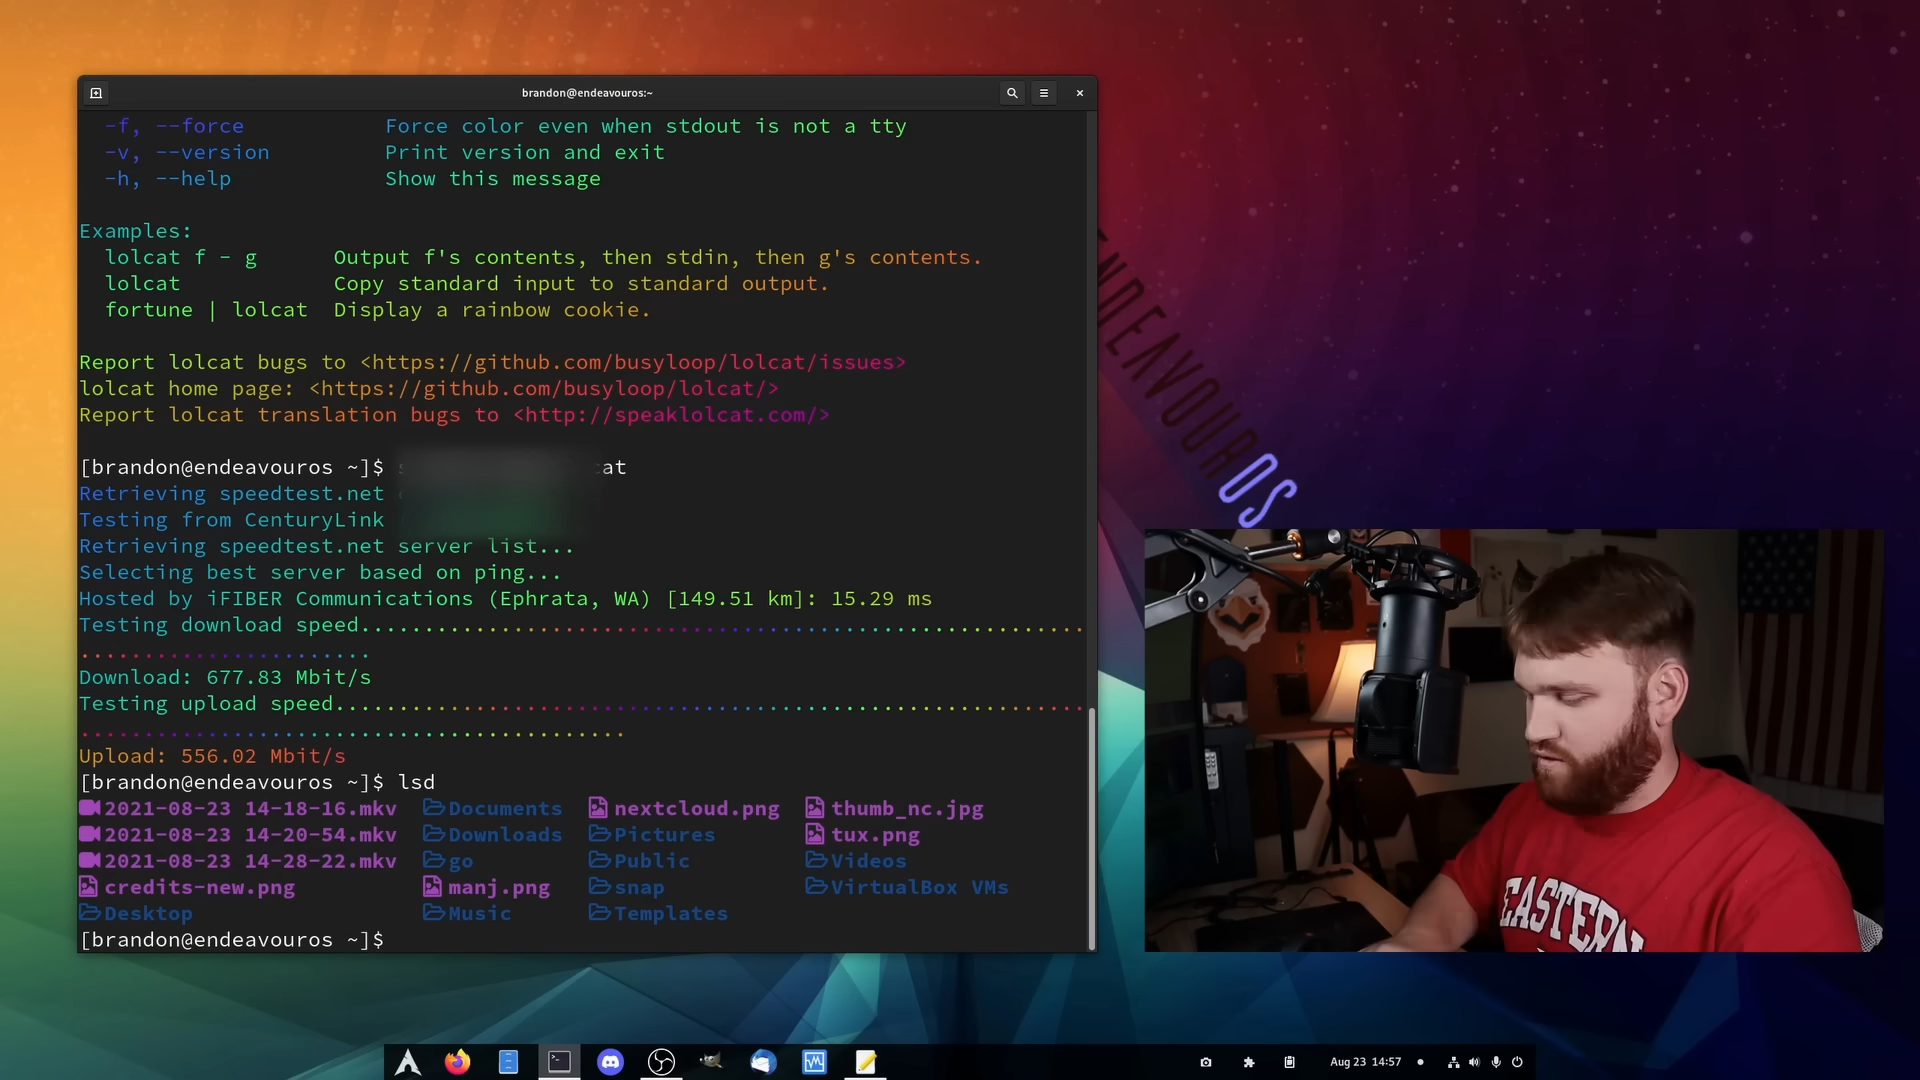 brandon@endeavouros:~
-f, --force Force color even when stdout is not a tty
-v, --version Print version and exit
-h, --help Show this message
Examples:
lolcat f - g Output f's contents, then stdin, then g's contents.
lolcat Copy standard input to standard output.
fortune | lolcat Display a rainbow cookie.
Report lolcat bugs to <https://github.com/busyloop/lolcat/issues>
lolcat home page: <https://github.com/busyloop/lolcat/>
Report lolcat translation bugs to <http://speaklolcat.com/>
[brandon@endeavouros ~]$
Retrieving speedtest.net
Testing from CenturyLink
Retrieving speedtest.net server list...
Selecting best server based on ping...
Hosted by iFIBER Communications (Ephrata, WA) [149.51 km]: 15.29 ms
Testing download speed................................................................................
Download: 677.83 Mbit/s
Testing upload speed......................................................................................................
Upload: 556.02 Mbit/s
[brandon@endeavouros ~]$ lsd
2021-08-23 14-18-16.mkv Documents nextcloud.png thumb_nc.jpg
2021-08-23 14-20-54.mkv Downloads Pictures tux.png
2021-08-23 14-28-22.mkv go Public Videos
credits-new.png manj.png snap VirtualBox VMs
Desktop Music Templates
[brandon@endeavouros ~]$
ENDEAVOUROS
EASTERN
Aug 23 14:57